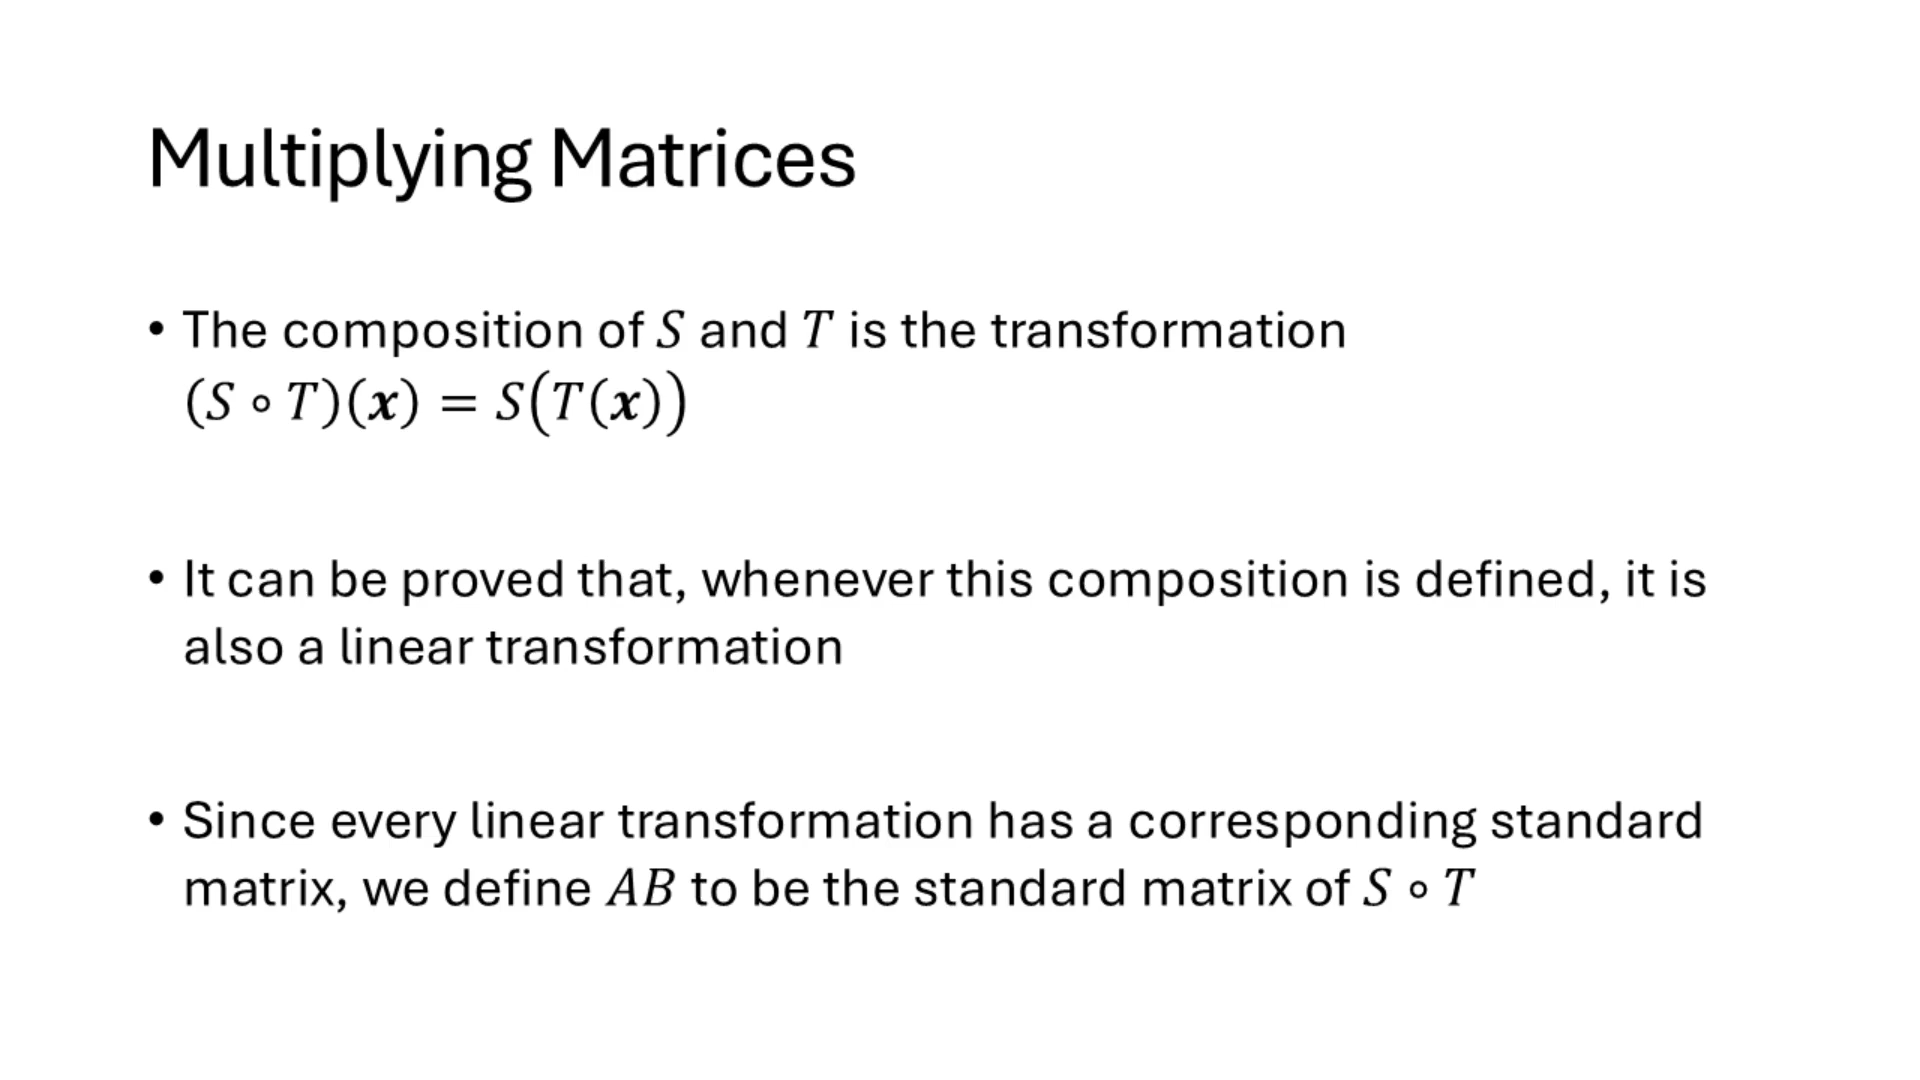 Multiplying Matrices
• The composition of S and T is the transformation
(S ∘ T)(x) = S(T(x))
• It can be proved that, whenever this composition is defined, it is
also a linear transformation
• Since every linear transformation has a corresponding standard
matrix, we define AB to be the standard matrix of S ∘ T